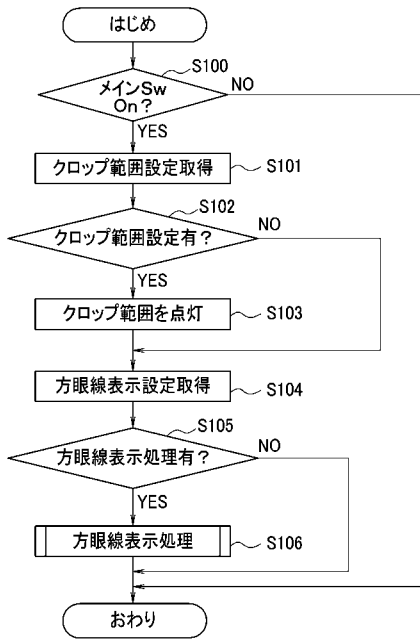 はじめ
S100
メインSw
On?
NO
YES
クロップ範囲設定取得
S101
S102
クロップ範囲設定有?
NO
YES
クロップ範囲を点灯
S103
方眼線表示設定取得
S104
S105
方眼線表示処理有?
NO
YES
方眼線表示処理
S106
おわり